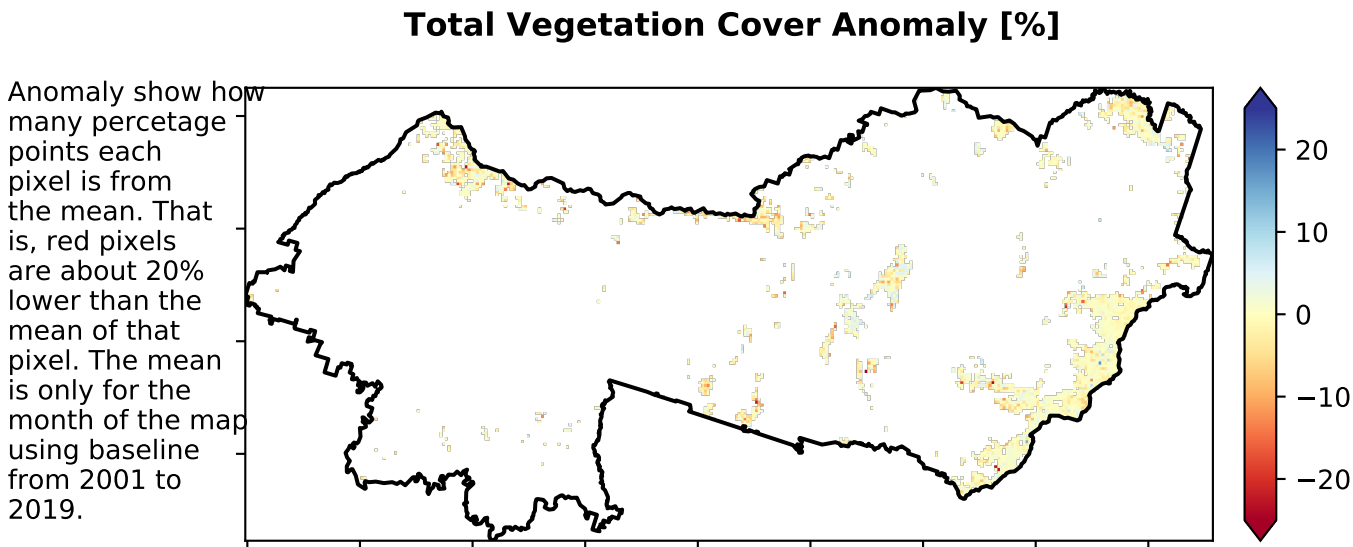 Total Vegetation Cover Anomaly [%]
Anomaly show how
many percetage
points each
pixel is from
the mean. That
is, red pixels
are about 20%
lower than the
mean of that
pixel. The mean
is only for the
month of the map
using baseline
from 2001 to
2019.
20
10
0
−10
−20